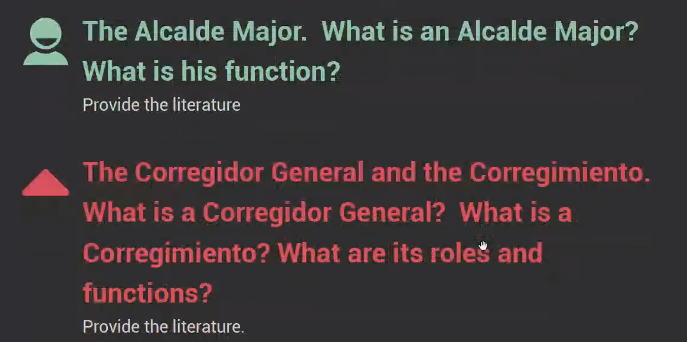 The Alcalde Major.  What is an Alcalde Major?
What is his function?
Provide the literature
The Corregidor General and the Corregimiento.
What is a Corregidor General?  What is a
Corregimiento? What are its roles and
functions?
Provide the literature.